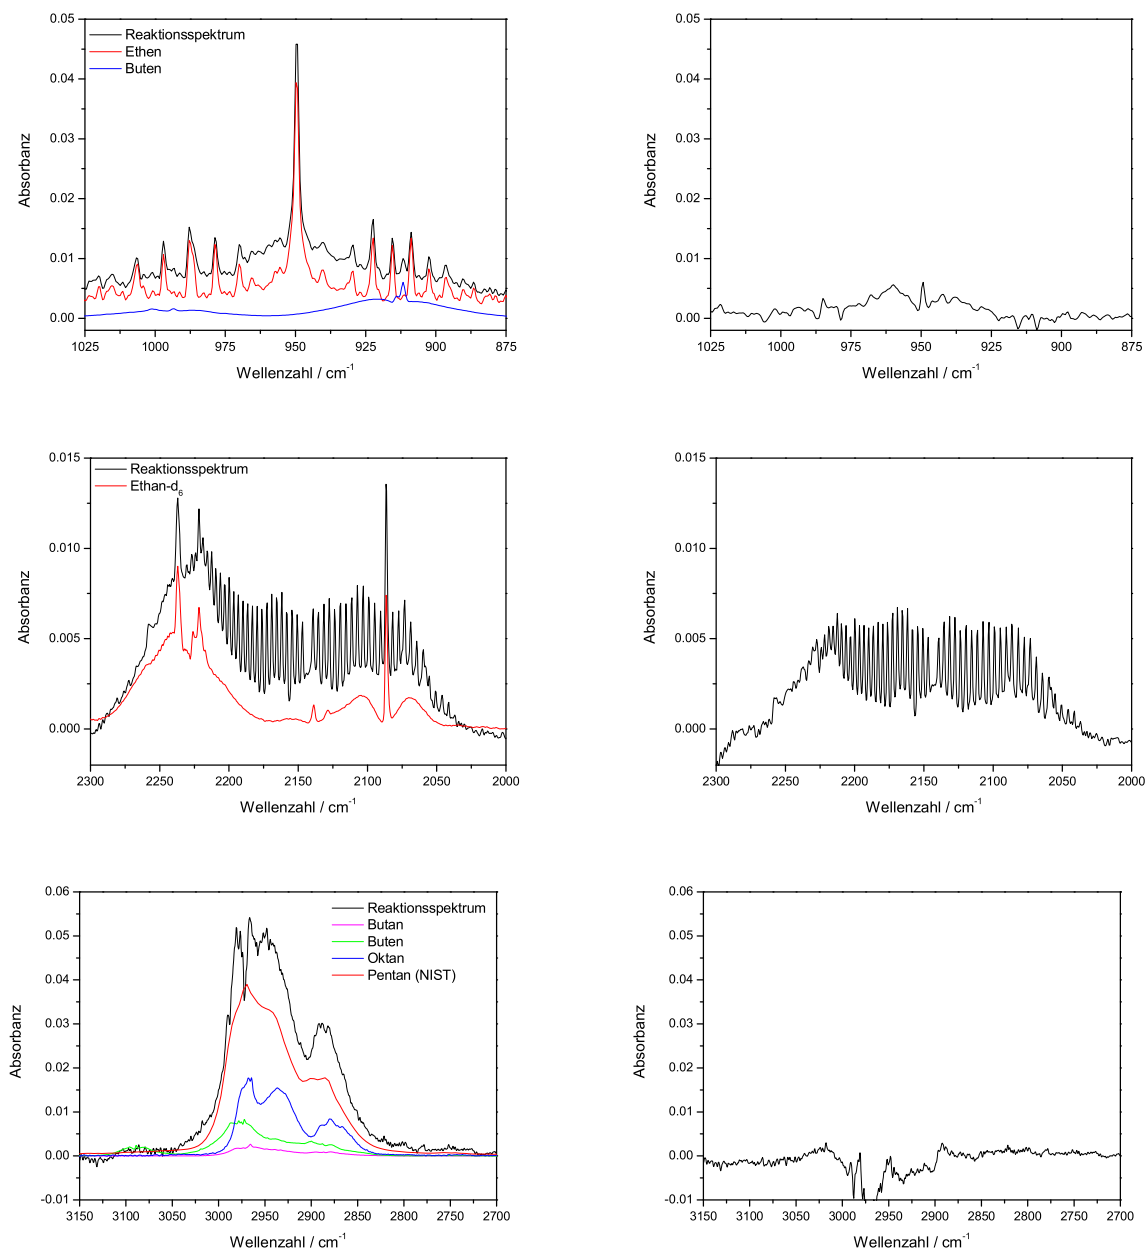 0.05
0.04
0.03
0.02
0.01
0.00
Absorbanz
Reaktionsspektrum
Ethen
Buten
1025 1000 975 950 925 900 875
Wellenzahl / cm-1
0.05
0.04
0.03
0.02
0.01
0.00
Absorbanz
1025 1000 975 950 925 900 875
Wellenzahl / cm-1
0.015
0.010
0.005
0.000
Absorbanz
Reaktionsspektrum
Ethan-d6
2300 2250 2200 2150 2100 2050 2000
Wellenzahl / cm-1
0.015
0.010
0.005
0.000
Absorbanz
2300 2250 2200 2150 2100 2050 2000
Wellenzahl / cm-1
0.06
0.05
0.04
0.03
0.02
0.01
0.00
-0.01
Absorbanz
Reaktionsspektrum
Butan
Buten
Oktan
Pentan (NIST)
3150 3100 3050 3000 2950 2900 2850 2800 2750 2700
Wellenzahl / cm-1
0.06
0.05
0.04
0.03
0.02
0.01
0.00
-0.01
Absorbanz
3150 3100 3050 3000 2950 2900 2850 2800 2750 2700
Wellenzahl / cm-1